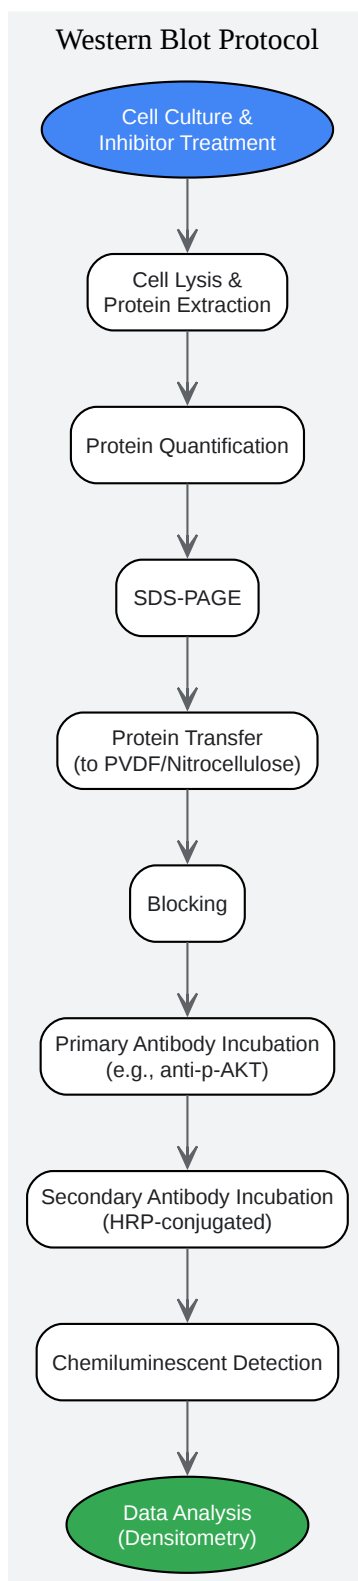 Western Blot Protocol
Cell Culture &
Inhibitor Treatment
Cell Lysis &
Protein Extraction
Protein Quantification
SDS-PAGE
Protein Transfer
(to PVDF/Nitrocellulose)
Blocking
Primary Antibody Incubation
(e.g., anti-p-AKT)
Secondary Antibody Incubation
(HRP-conjugated)
Chemiluminescent Detection
Data Analysis
(Densitometry)